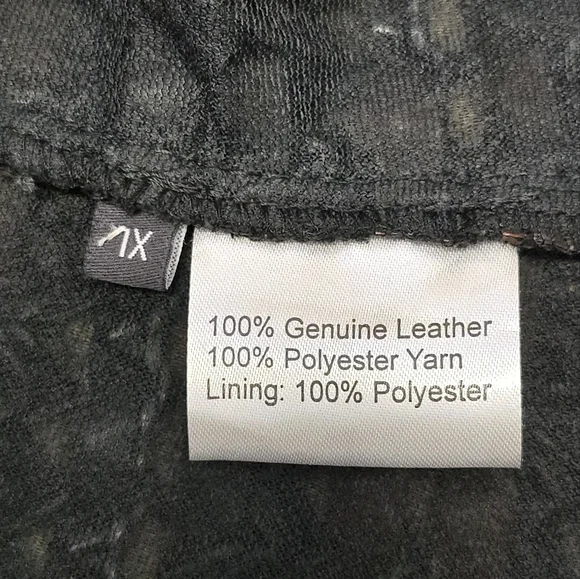 1X
100% Genuine Leather
100% Polyester Yarn
Lining: 100% Polyester